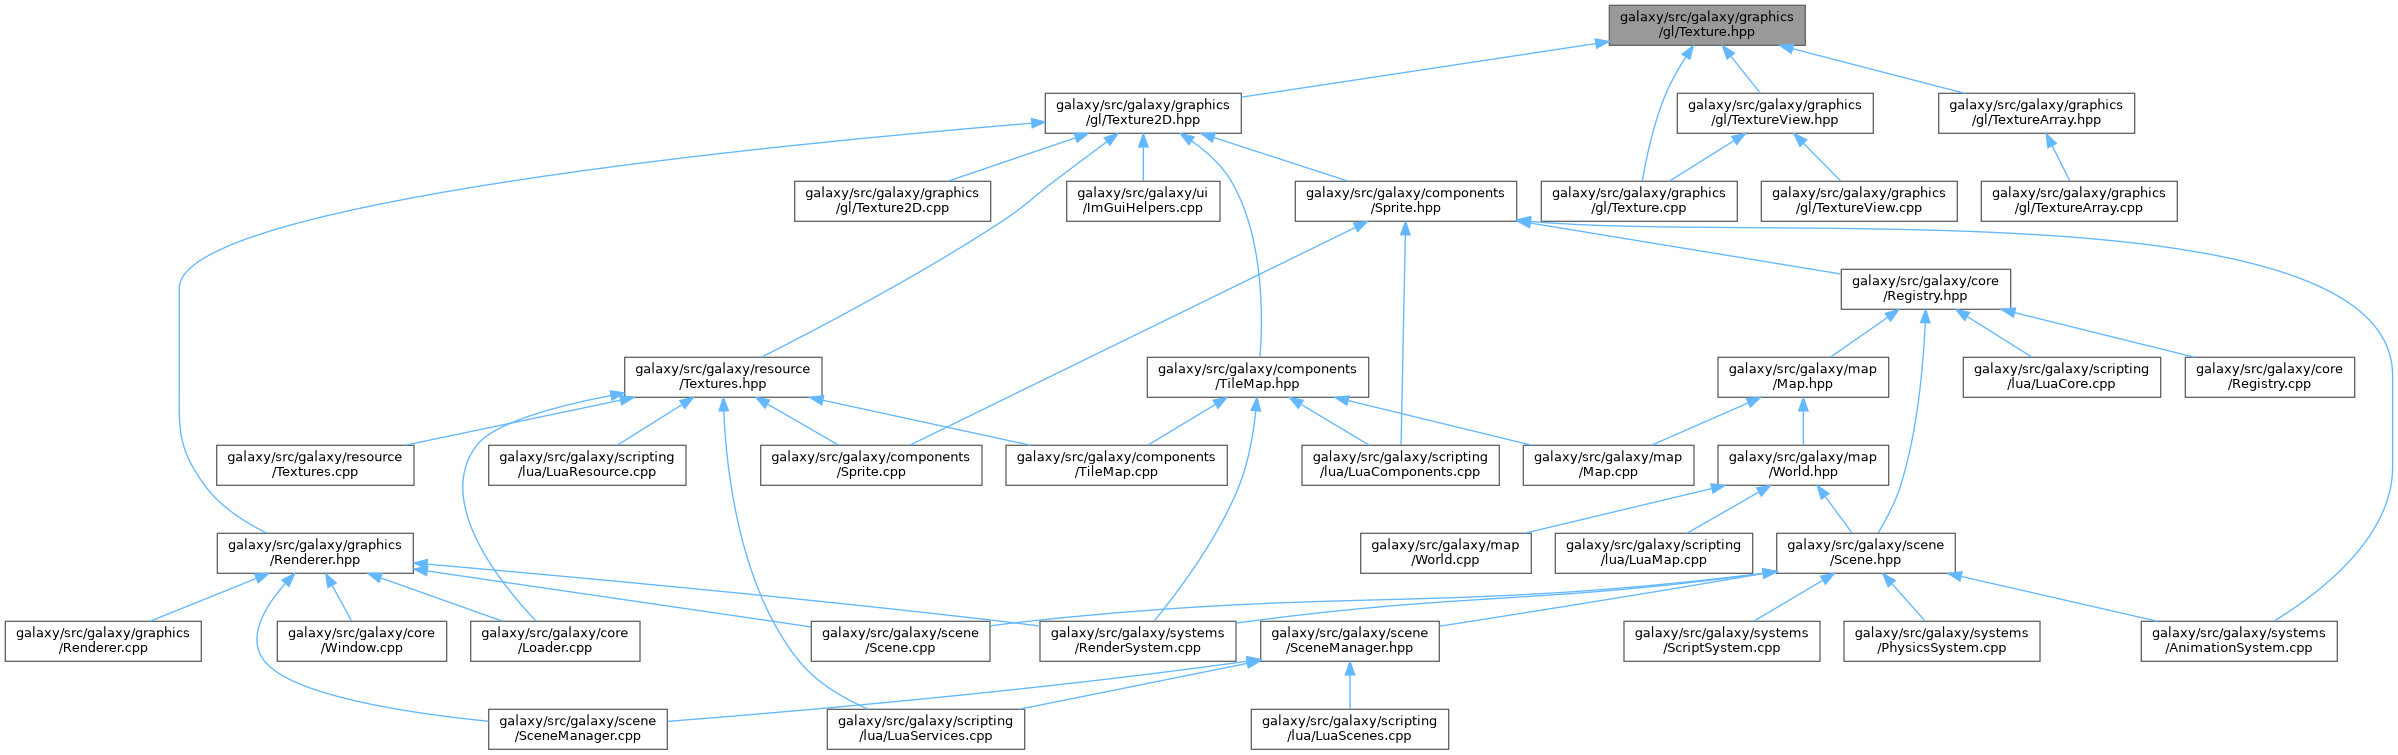 galaxy/src/galaxy/graphics
/gl/Texture.hpp
galaxy/src/galaxy/graphics
/gl/Texture2D.hpp
galaxy/src/galaxy/graphics
/gl/TextureView.hpp
galaxy/src/galaxy/graphics
/gl/TextureArray.hpp
galaxy/src/galaxy/graphics
/gl/Texture2D.cpp
galaxy/src/galaxy/ui
/ImGuiHelpers.cpp
galaxy/src/galaxy/components
/Sprite.hpp
galaxy/src/galaxy/graphics
/gl/Texture.cpp
galaxy/src/galaxy/graphics
/gl/TextureView.cpp
galaxy/src/galaxy/graphics
/gl/TextureArray.cpp
galaxy/src/galaxy/core
/Registry.hpp
galaxy/src/galaxy/resource
/Textures.hpp
galaxy/src/galaxy/components
/TileMap.hpp
galaxy/src/galaxy/map
/Map.hpp
galaxy/src/galaxy/scripting
/lua/LuaCore.cpp
galaxy/src/galaxy/core
/Registry.cpp
galaxy/src/galaxy/resource
/Textures.cpp
galaxy/src/galaxy/scripting
/lua/LuaResource.cpp
galaxy/src/galaxy/components
/Sprite.cpp
galaxy/src/galaxy/components
/TileMap.cpp
galaxy/src/galaxy/scripting
/lua/LuaComponents.cpp
galaxy/src/galaxy/map
/Map.cpp
galaxy/src/galaxy/map
/World.hpp
galaxy/src/galaxy/graphics
/Renderer.hpp
galaxy/src/galaxy/map
/World.cpp
galaxy/src/galaxy/scripting
/lua/LuaMap.cpp
galaxy/src/galaxy/scene
/Scene.hpp
galaxy/src/galaxy/graphics
/Renderer.cpp
galaxy/src/galaxy/core
/Window.cpp
galaxy/src/galaxy/core
/Loader.cpp
galaxy/src/galaxy/scene
/Scene.cpp
galaxy/src/galaxy/systems
/RenderSystem.cpp
galaxy/src/galaxy/scene
/SceneManager.hpp
galaxy/src/galaxy/systems
/ScriptSystem.cpp
galaxy/src/galaxy/systems
/PhysicsSystem.cpp
galaxy/src/galaxy/systems
/AnimationSystem.cpp
galaxy/src/galaxy/scene
/SceneManager.cpp
galaxy/src/galaxy/scripting
/lua/LuaServices.cpp
galaxy/src/galaxy/scripting
/lua/LuaScenes.cpp